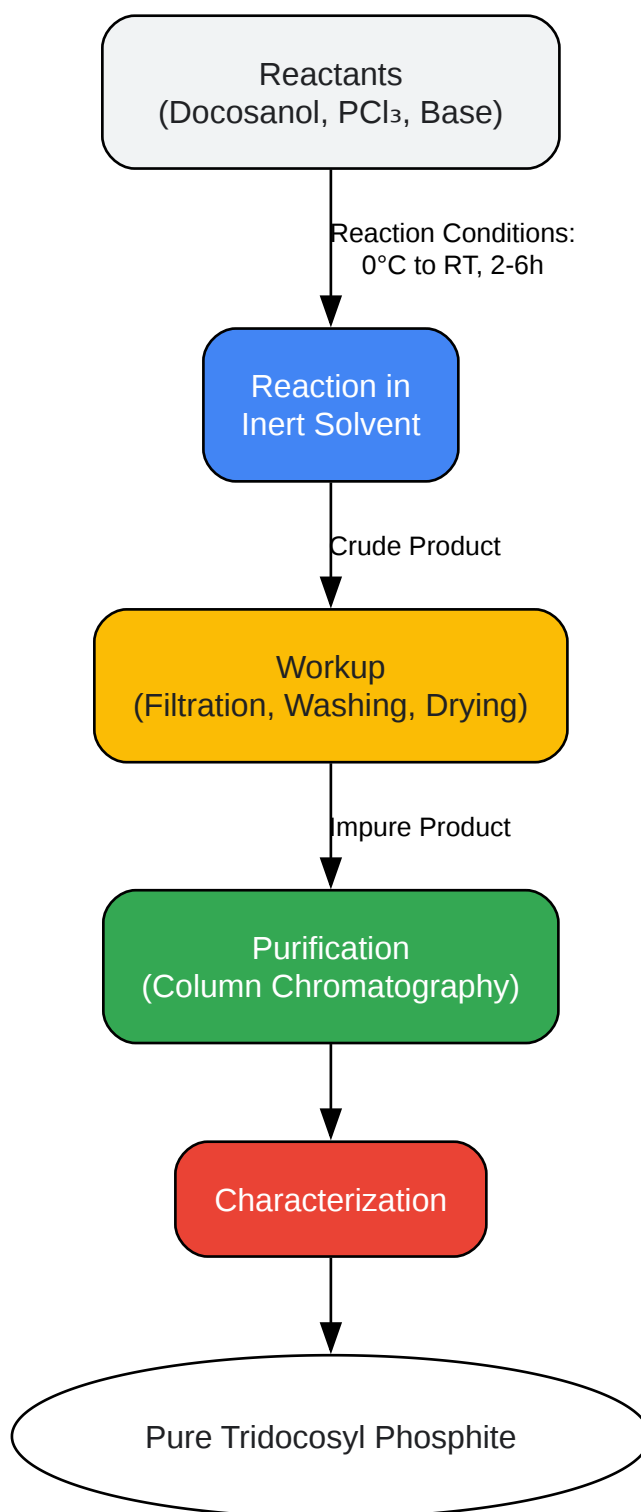 Reactants
(Docosanol, PCl₃, Base)
Reaction Conditions:
0°C to RT, 2-6h
Reaction in
Inert Solvent
Crude Product
Workup
(Filtration, Washing, Drying)
Impure Product
Purification
(Column Chromatography)
Characterization
Pure Tridocosyl Phosphite